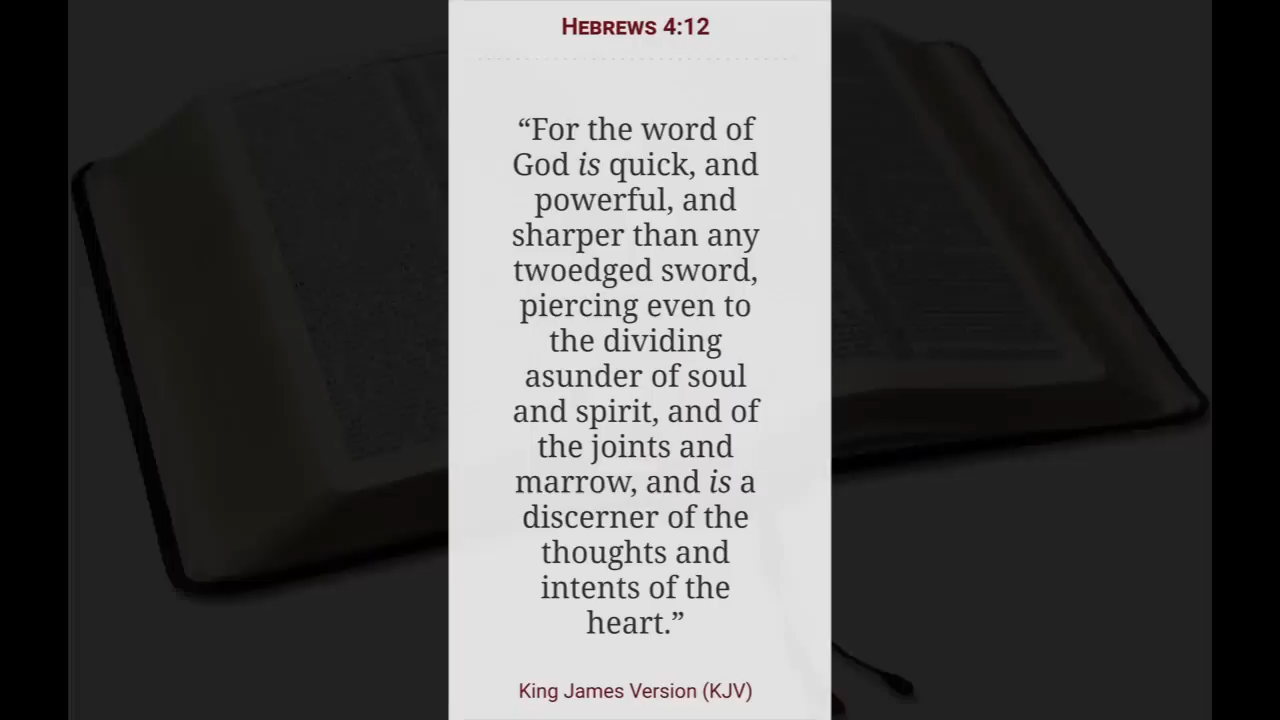 Hebrews 4:12
“For the word of
God is quick, and
powerful, and
sharper than any
twoedged sword,
piercing even to
the dividing
asunder of soul
and spirit, and of
the joints and
marrow, and is a
discerner of the
thoughts and
intents of the
heart.”
King James Version (KJV)